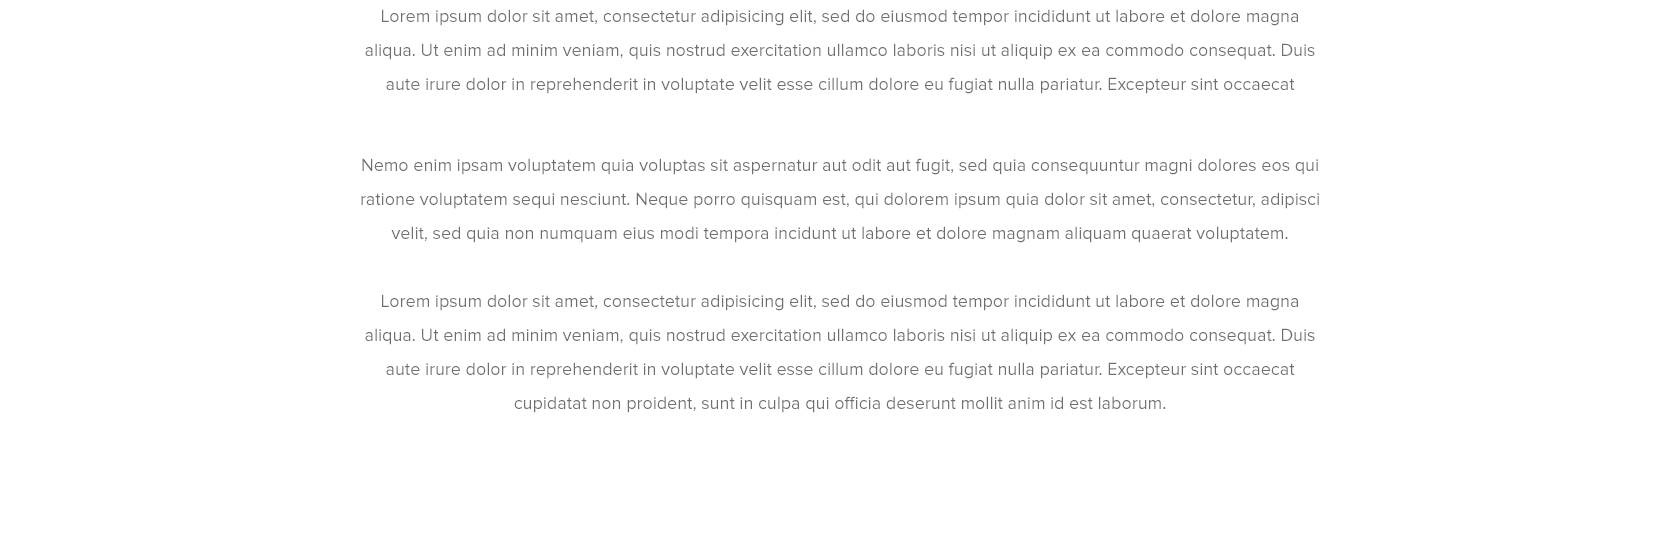 Lorem ipsum dolor sit amet, consectetur adipisicing elit, sed do eiusmod tempor incididunt ut labore et dolore magna
aliqua. Ut enim ad minim veniam, quis nostrud exercitation ullamco laboris nisi ut aliquip ex ea commodo consequat. Duis
aute irure dolor in reprehenderit in voluptate velit esse cillum dolore eu fugiat nulla pariatur. Excepteur sint occaecat
Nemo enim ipsam voluptatem quia voluptas sit aspernatur aut odit aut fugit, sed quia consequuntur magni dolores eos qui
ratione voluptatem sequi nesciunt. Neque porro quisquam est, qui dolorem ipsum quia dolor sit amet, consectetur, adipisci
velit, sed quia non numquam eius modi tempora incidunt ut labore et dolore magnam aliquam quaerat voluptatem.
Lorem ipsum dolor sit amet, consectetur adipisicing elit, sed do eiusmod tempor incididunt ut labore et dolore magna
aliqua. Ut enim ad minim veniam, quis nostrud exercitation ullamco laboris nisi ut aliquip ex ea commodo consequat. Duis
aute irure dolor in reprehenderit in voluptate velit esse cillum dolore eu fugiat nulla pariatur. Excepteur sint occaecat
cupidatat non proident, sunt in culpa qui officia deserunt mollit anim id est laborum.